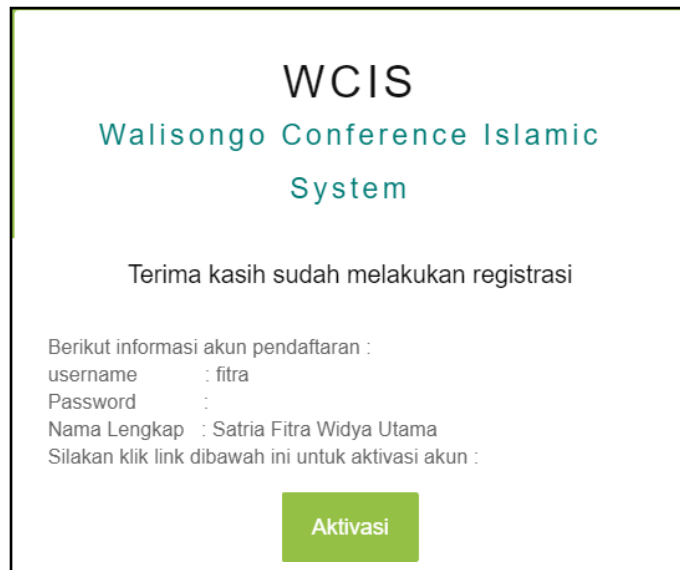 WCIS
Walisongo Conference Islamic
System
Terima kasih sudah melakukan registrasi
Berikut informasi akun pendaftaran :
username : fitra
Password :
Nama Lengkap : Satria Fitra Widya Utama
Silakan klik link dibawah ini untuk aktivasi akun :
Aktivasi